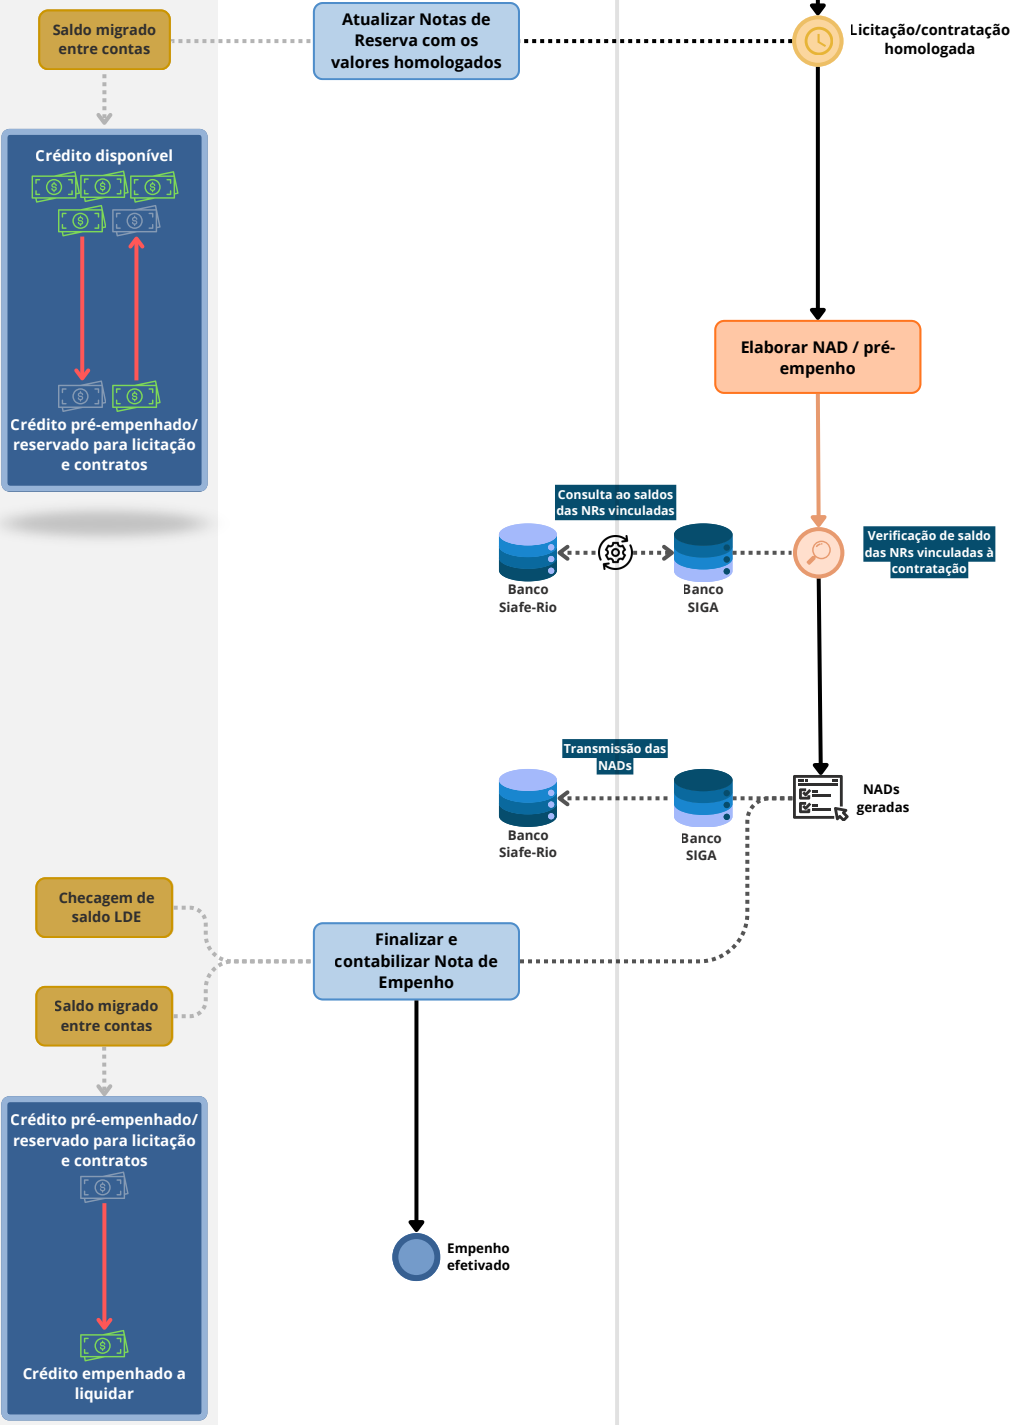 Saldo migrado
entre contas
Atualizar Notas de
Reserva com os
valores homologados
Licitação/contratação
homologada
Crédito disponível
Crédito pré-empenhado/
reservado para licitação
e contratos
Elaborar NAD / pré-
empenho
Consulta ao saldos
das NRs vinculadas
Banco
Siafe-Rio
Banco
SIGA
Verificação de saldo
das NRs vinculadas à
contratação
Transmissão das
NADs
Banco
Siafe-Rio
Banco
SIGA
NADs
geradas
Checagem de
saldo LDE
Finalizar e
contabilizar Nota de
Empenho
Saldo migrado
entre contas
Crédito pré-empenhado/
reservado para licitação
e contratos
Crédito empenhado a
liquidar
Empenho
efetivado